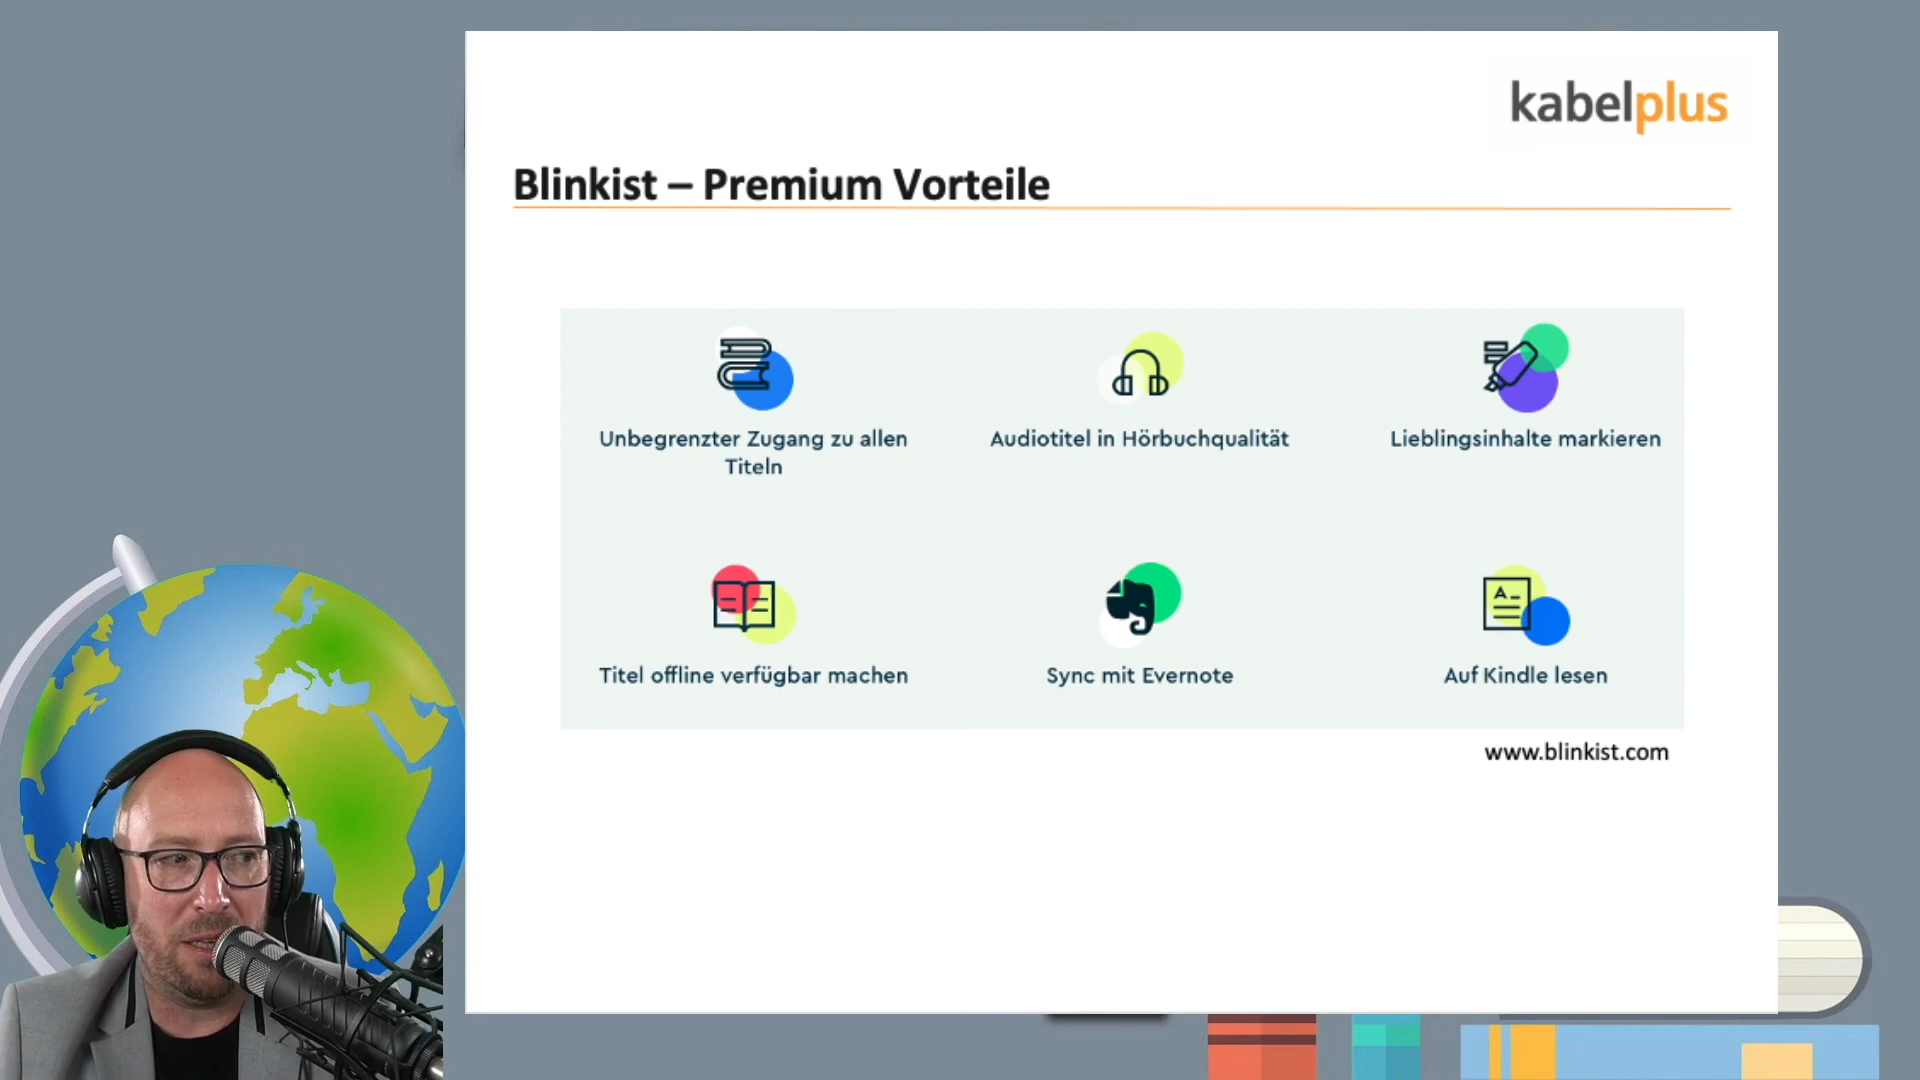 kabelplus
Blinkist – Premium Vorteile
Unbegrenzter Zugang zu allen
Titeln
Audiotitel in Hörbuchqualität
Lieblingsinhalte markieren
Titel offline verfügbar machen
Sync mit Evernote
Auf Kindle lesen
www.blinkist.com